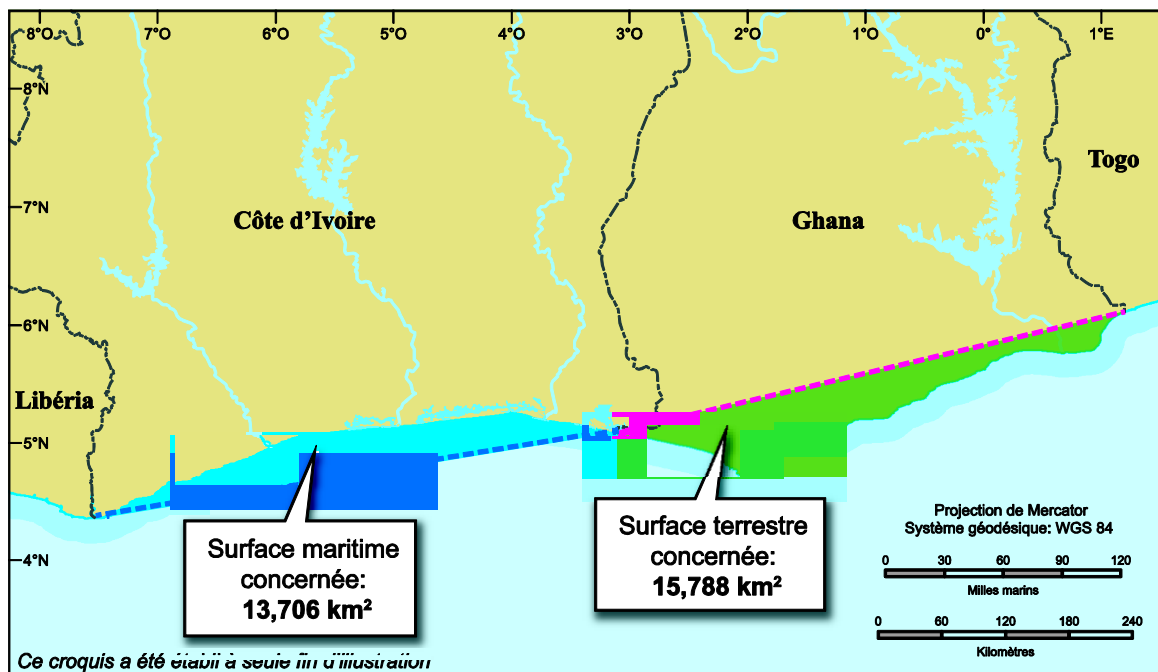 8°O 7°O 6°O 5°O 4°O 3°O 2°O 1°O 0° 1°E
8°N
7°N
6°N
5°N
4°N
Côte d'Ivoire
Ghana
Togo
Libéria
Surface maritime
concernée:
13,706 km²
Surface terrestre
concernée:
15,788 km²
Projection de Mercator
Système géodésique: WGS 84
0 30 60 90 120
Milles marins
0 60 120 180 240
Kilomètres
Ce croquis a été établi à seule fin d'illustration